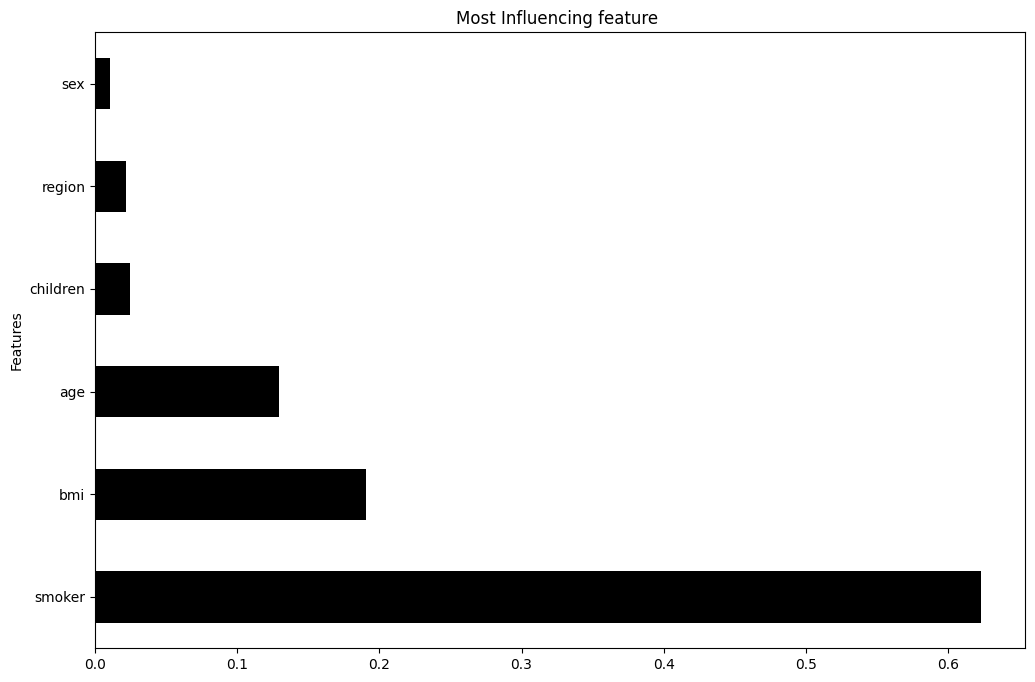 Most Influencing feature
sex
region
children
age
bmi
smoker
Features
0.0 0.1 0.2 0.3 0.4 0.5 0.6